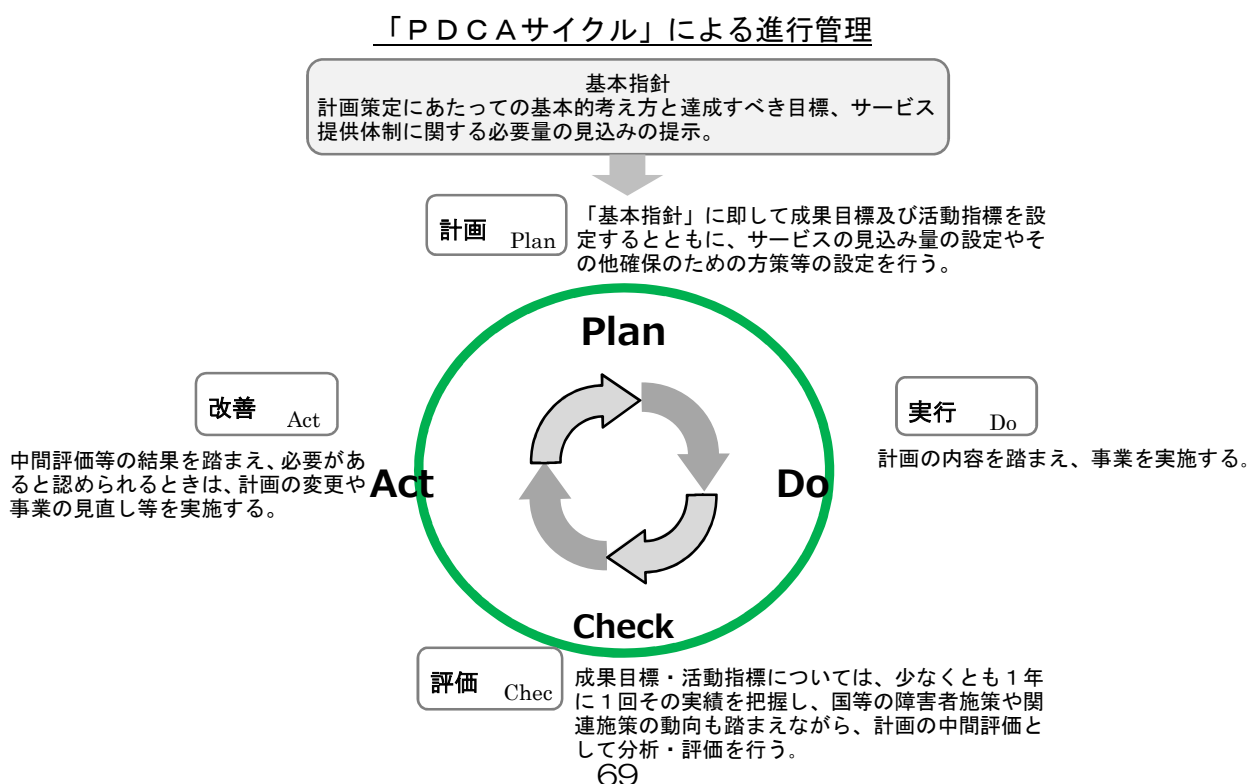 「ＰＤＣＡサイクル」による進行管理
基本指針
計画策定にあたっての基本的考え方と達成すべき目標、サービス
提供体制に関する必要量の見込みの提示。
計画 Plan
「基本指針」に即して成果目標及び活動指標を設
定するとともに、サービスの見込み量の設定やそ
の他確保のための方策等の設定を行う。
Plan
改善 Act
中間評価等の結果を踏まえ、必要があ
ると認められるときは、計画の変更や
事業の見直し等を実施する。
Act
実行 Do
計画の内容を踏まえ、事業を実施する。
Do
Check
評価 Chec
成果目標・活動指標については、少なくとも１年
に１回その実績を把握し、国等の障害者施策や関
連施策の動向も踏まえながら、計画の中間評価と
して分析・評価を行う。
69